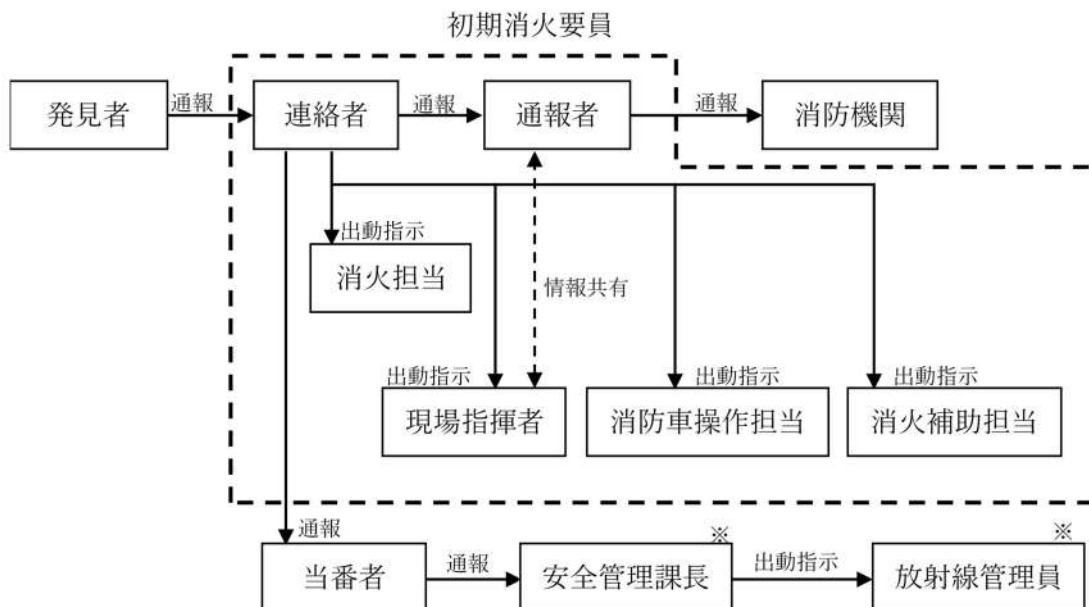 初期消火要員
発見者
通報
連絡者
通報
通報者
通報
消防機関
出動指示
消火担当
情報共有
出動指示
現場指揮者
出動指示
消防車操作担当
出動指示
消火補助担当
通報
当番者
通報
※
安全管理課長
出動指示
※
放射線管理員